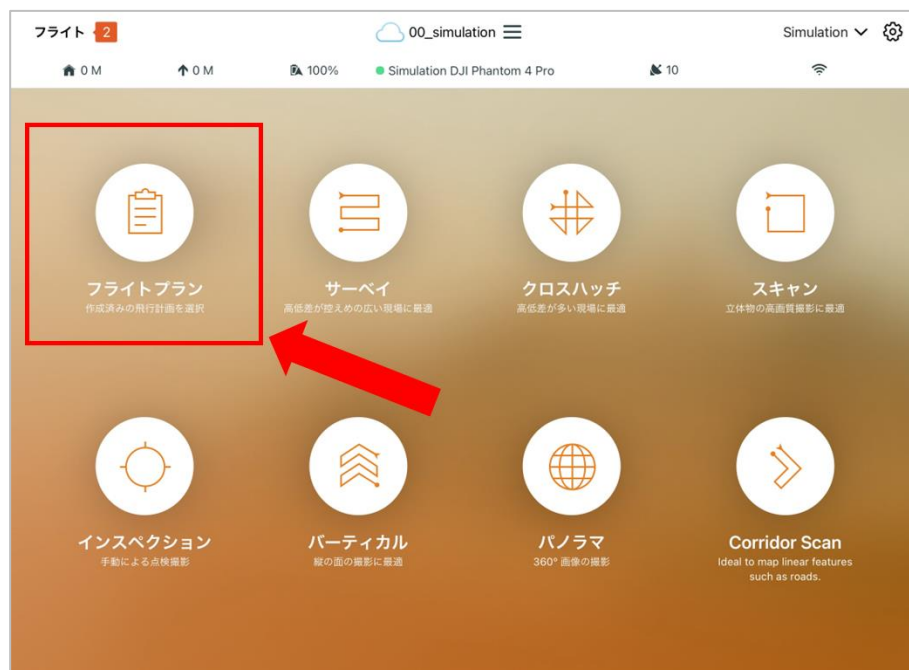 フライト 2
00_simulation
Simulation
0 M
0 M
100%
Simulation DJI Phantom 4 Pro
10
フライトプラン
作成済みの飛行計画を選択
サーベイ
高低差が控えめの広い現場に最適
クロスハッチ
高低差が多い現場に最適
スキャン
立体物の高画質撮影に最適
インスペクション
手動による点検撮影
バーティカル
縦の面の撮影に最適
パノラマ
360° 画像の撮影
Corridor Scan
Ideal to map linear features
such as roads.